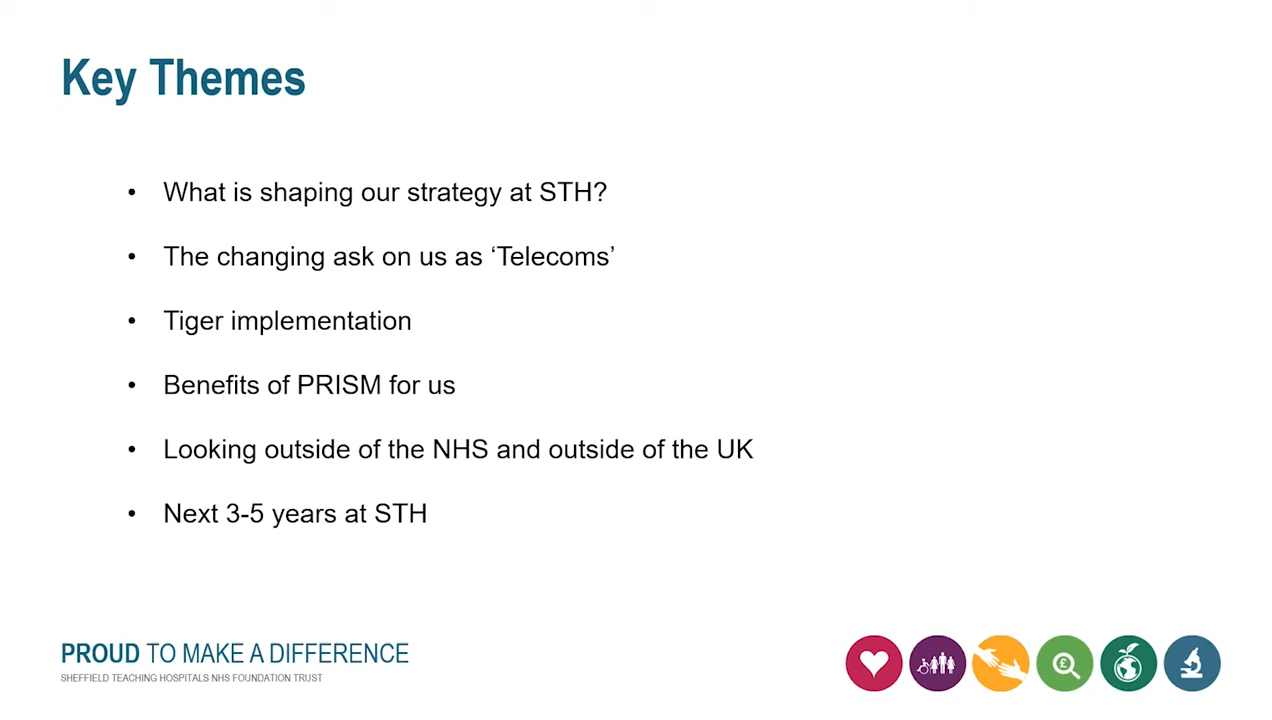 Key Themes
• What is shaping our strategy at STH?
• The changing ask on us as ‘Telecoms’
• Tiger implementation
• Benefits of PRISM for us
• Looking outside of the NHS and outside of the UK
• Next 3-5 years at STH
PROUD TO MAKE A DIFFERENCE
SHEFFIELD TEACHING HOSPITALS NHS FOUNDATION TRUST
£